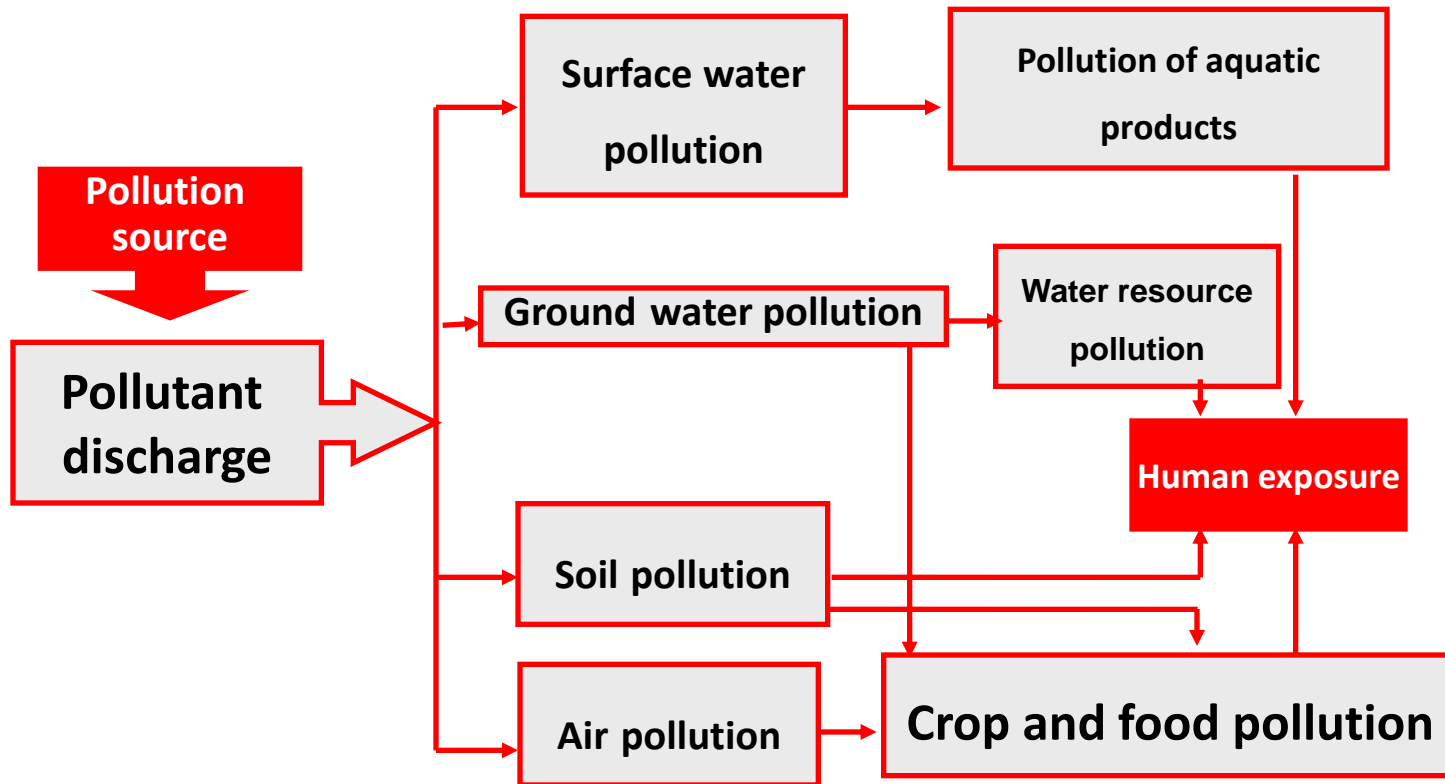 Surface water
pollution
Pollution of aquatic
products
Pollution
source
Ground water pollution
Water resource
pollution
Pollutant
discharge
Human exposure
Soil pollution
Air pollution
Crop and food pollution